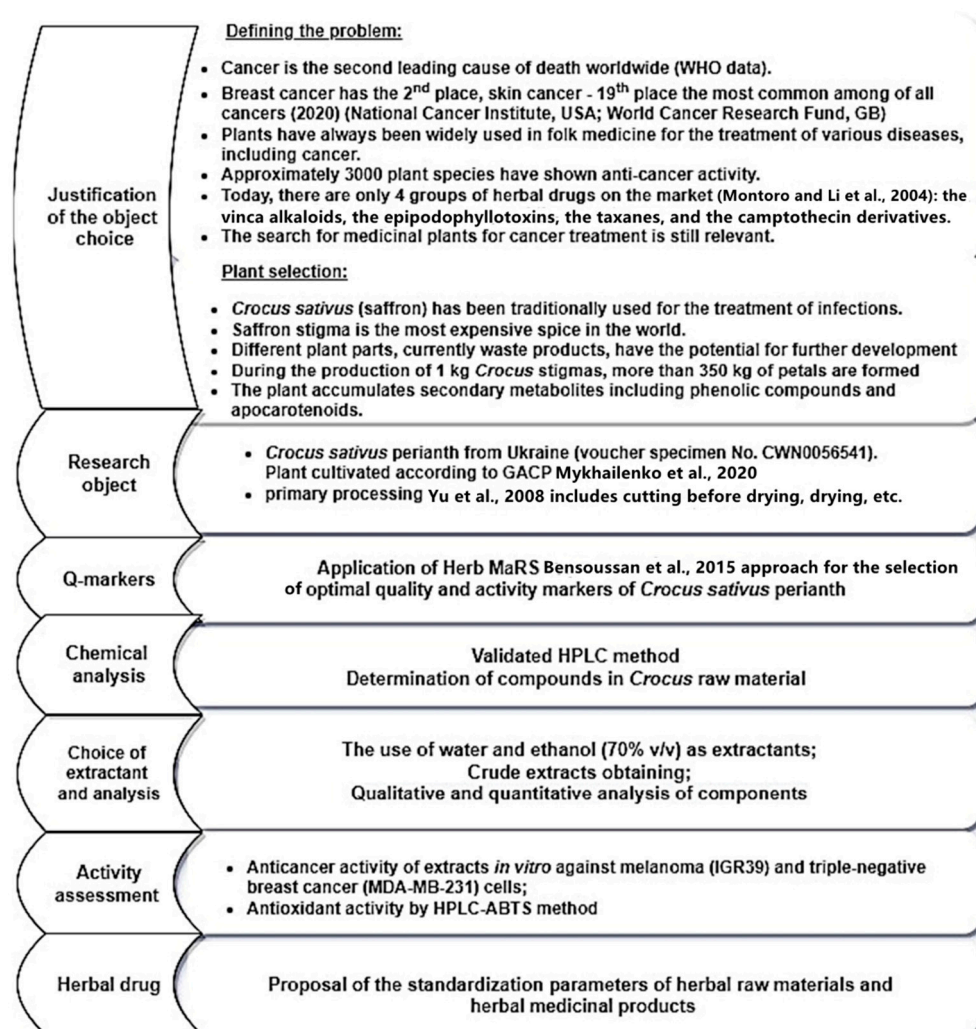 Justification
of the object
choice
Defining the problem:
• Cancer is the second leading cause of death worldwide (WHO data).
• Breast cancer has the 2nd place, skin cancer - 19th place the most common among of all
cancers (2020) (National Cancer Institute, USA; World Cancer Research Fund, GB)
• Plants have always been widely used in folk medicine for the treatment of various diseases,
including cancer.
• Approximately 3000 plant species have shown anti-cancer activity.
• Today, there are only 4 groups of herbal drugs on the market (Montoro and Li et al., 2004): the
vinca alkaloids, the epipodophyllotoxins, the taxanes, and the camptothecin derivatives.
• The search for medicinal plants for cancer treatment is still relevant.
Plant selection:
• Crocus sativus (saffron) has been traditionally used for the treatment of infections.
• Saffron stigma is the most expensive spice in the world.
• Different plant parts, currently waste products, have the potential for further development
• During the production of 1 kg Crocus stigmas, more than 350 kg of petals are formed
• The plant accumulates secondary metabolites including phenolic compounds and
apocarotenoids.
Research
object
• Crocus sativus perianth from Ukraine (voucher specimen No. CWN0056541).
Plant cultivated according to GACP Mykhailenko et al., 2020
• primary processing Yu et al., 2008 includes cutting before drying, drying, etc.
Q-markers
Application of Herb MaRS Bensoussan et al., 2015 approach for the selection
of optimal quality and activity markers of Crocus sativus perianth
Chemical
analysis
Validated HPLC method
Determination of compounds in Crocus raw material
Choice of
extractant
and analysis
The use of water and ethanol (70% v/v) as extractants;
Crude extracts obtaining;
Qualitative and quantitative analysis of components
Activity
assessment
• Anticancer activity of extracts in vitro against melanoma (IGR39) and triple-negative
breast cancer (MDA-MB-231) cells;
• Antioxidant activity by HPLC-ABTS method
Herbal drug
Proposal of the standardization parameters of herbal raw materials and
herbal medicinal products